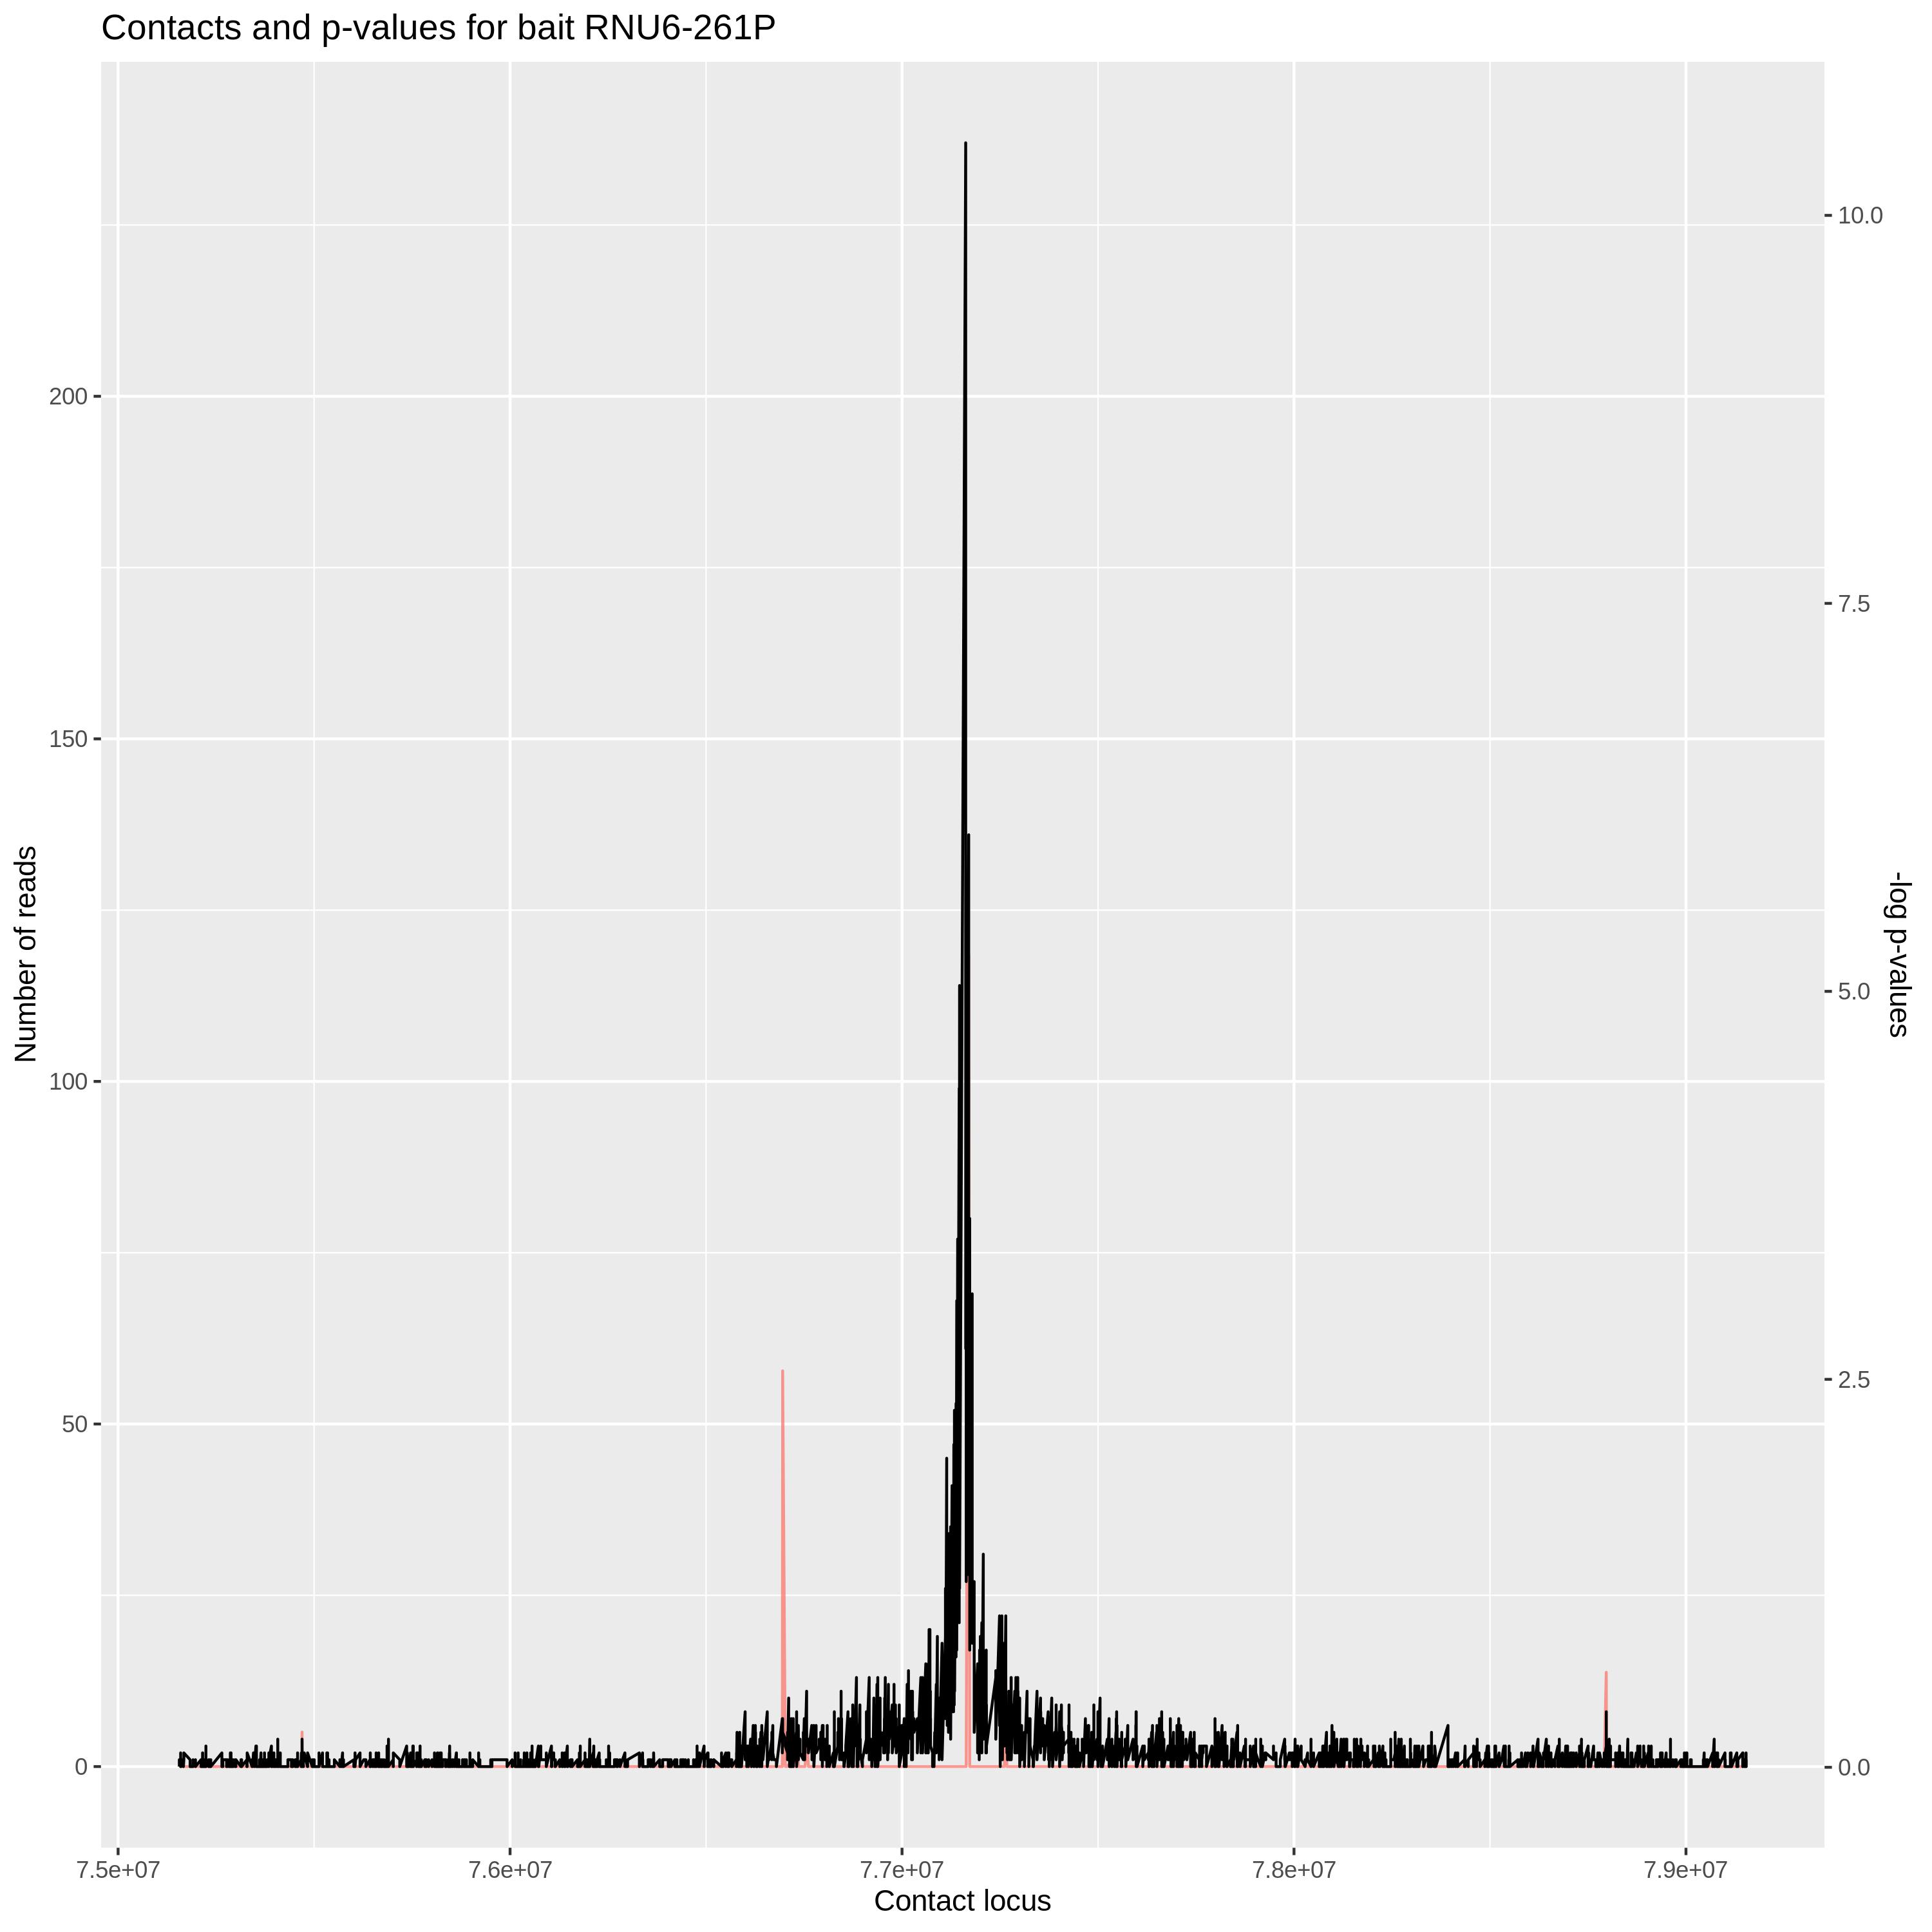 Contacts and p-values for bait RNU6-261P
Number of reads
200
150
100
50
0
10.0
7.5
5.0
2.5
0.0
-log p-values
7.5e+07
7.6e+07
7.7e+07
7.8e+07
7.9e+07
Contact locus